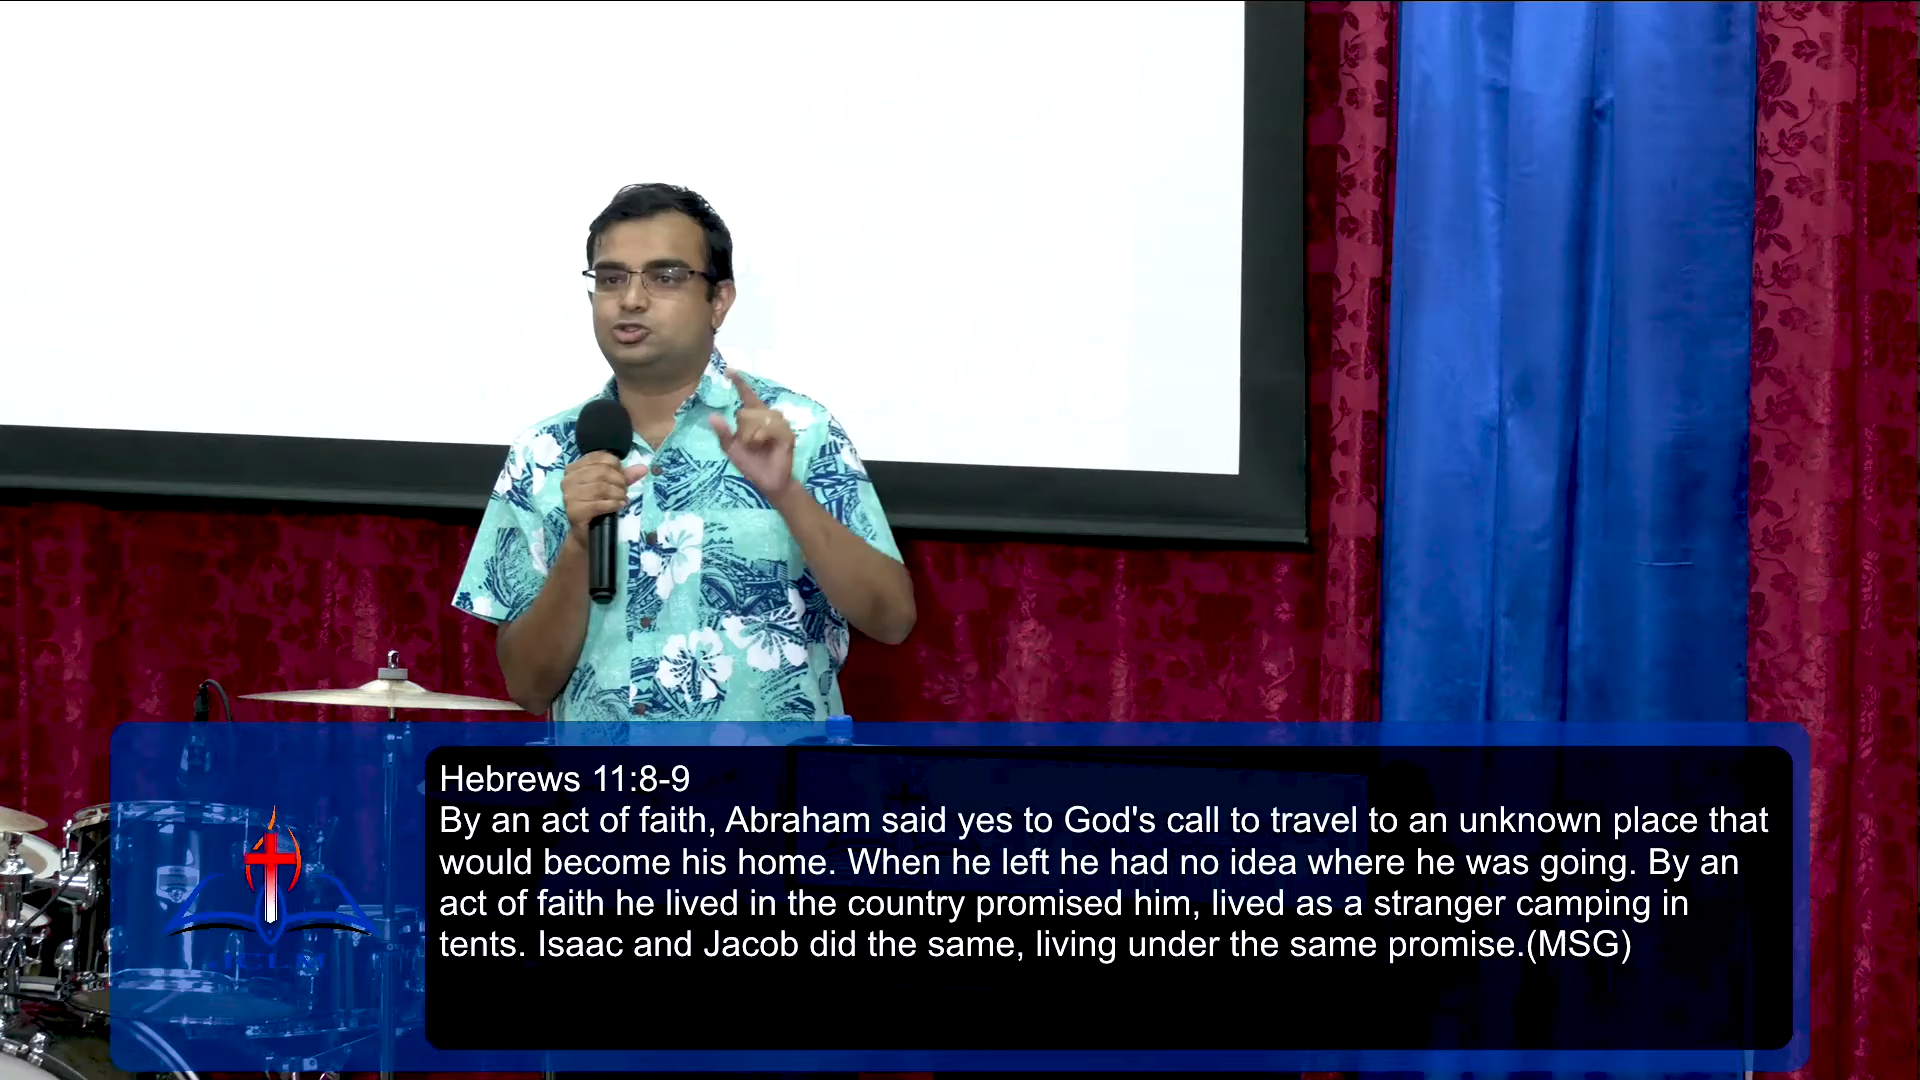 Hebrews 11:8-9
By an act of faith, Abraham said yes to God's call to travel to an unknown place that
would become his home. When he left he had no idea where he was going. By an
act of faith he lived in the country promised him, lived as a stranger camping in
tents. Isaac and Jacob did the same, living under the same promise.(MSG)